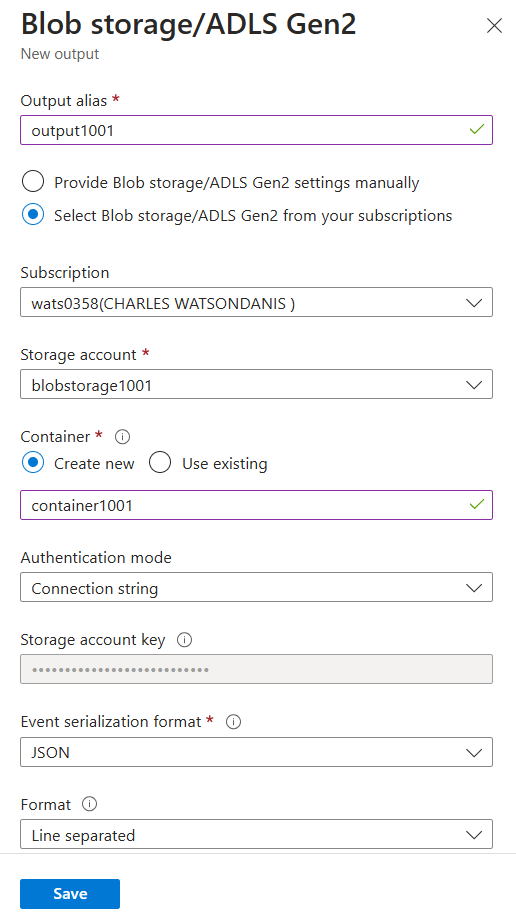 Blob storage/ADLS Gen2
New output
Output alias *
output1001
Provide Blob storage/ADLS Gen2 settings manually
Select Blob storage/ADLS Gen2 from your subscriptions
Subscription
wats0358(CHARLES WATSONDANIS )
Storage account *
blobstorage1001
Container *
Create new Use existing
container1001
Authentication mode
Connection string
Storage account key
•••••••••••••••••••••••••••
Event serialization format *
JSON
Format
Line separated
Save